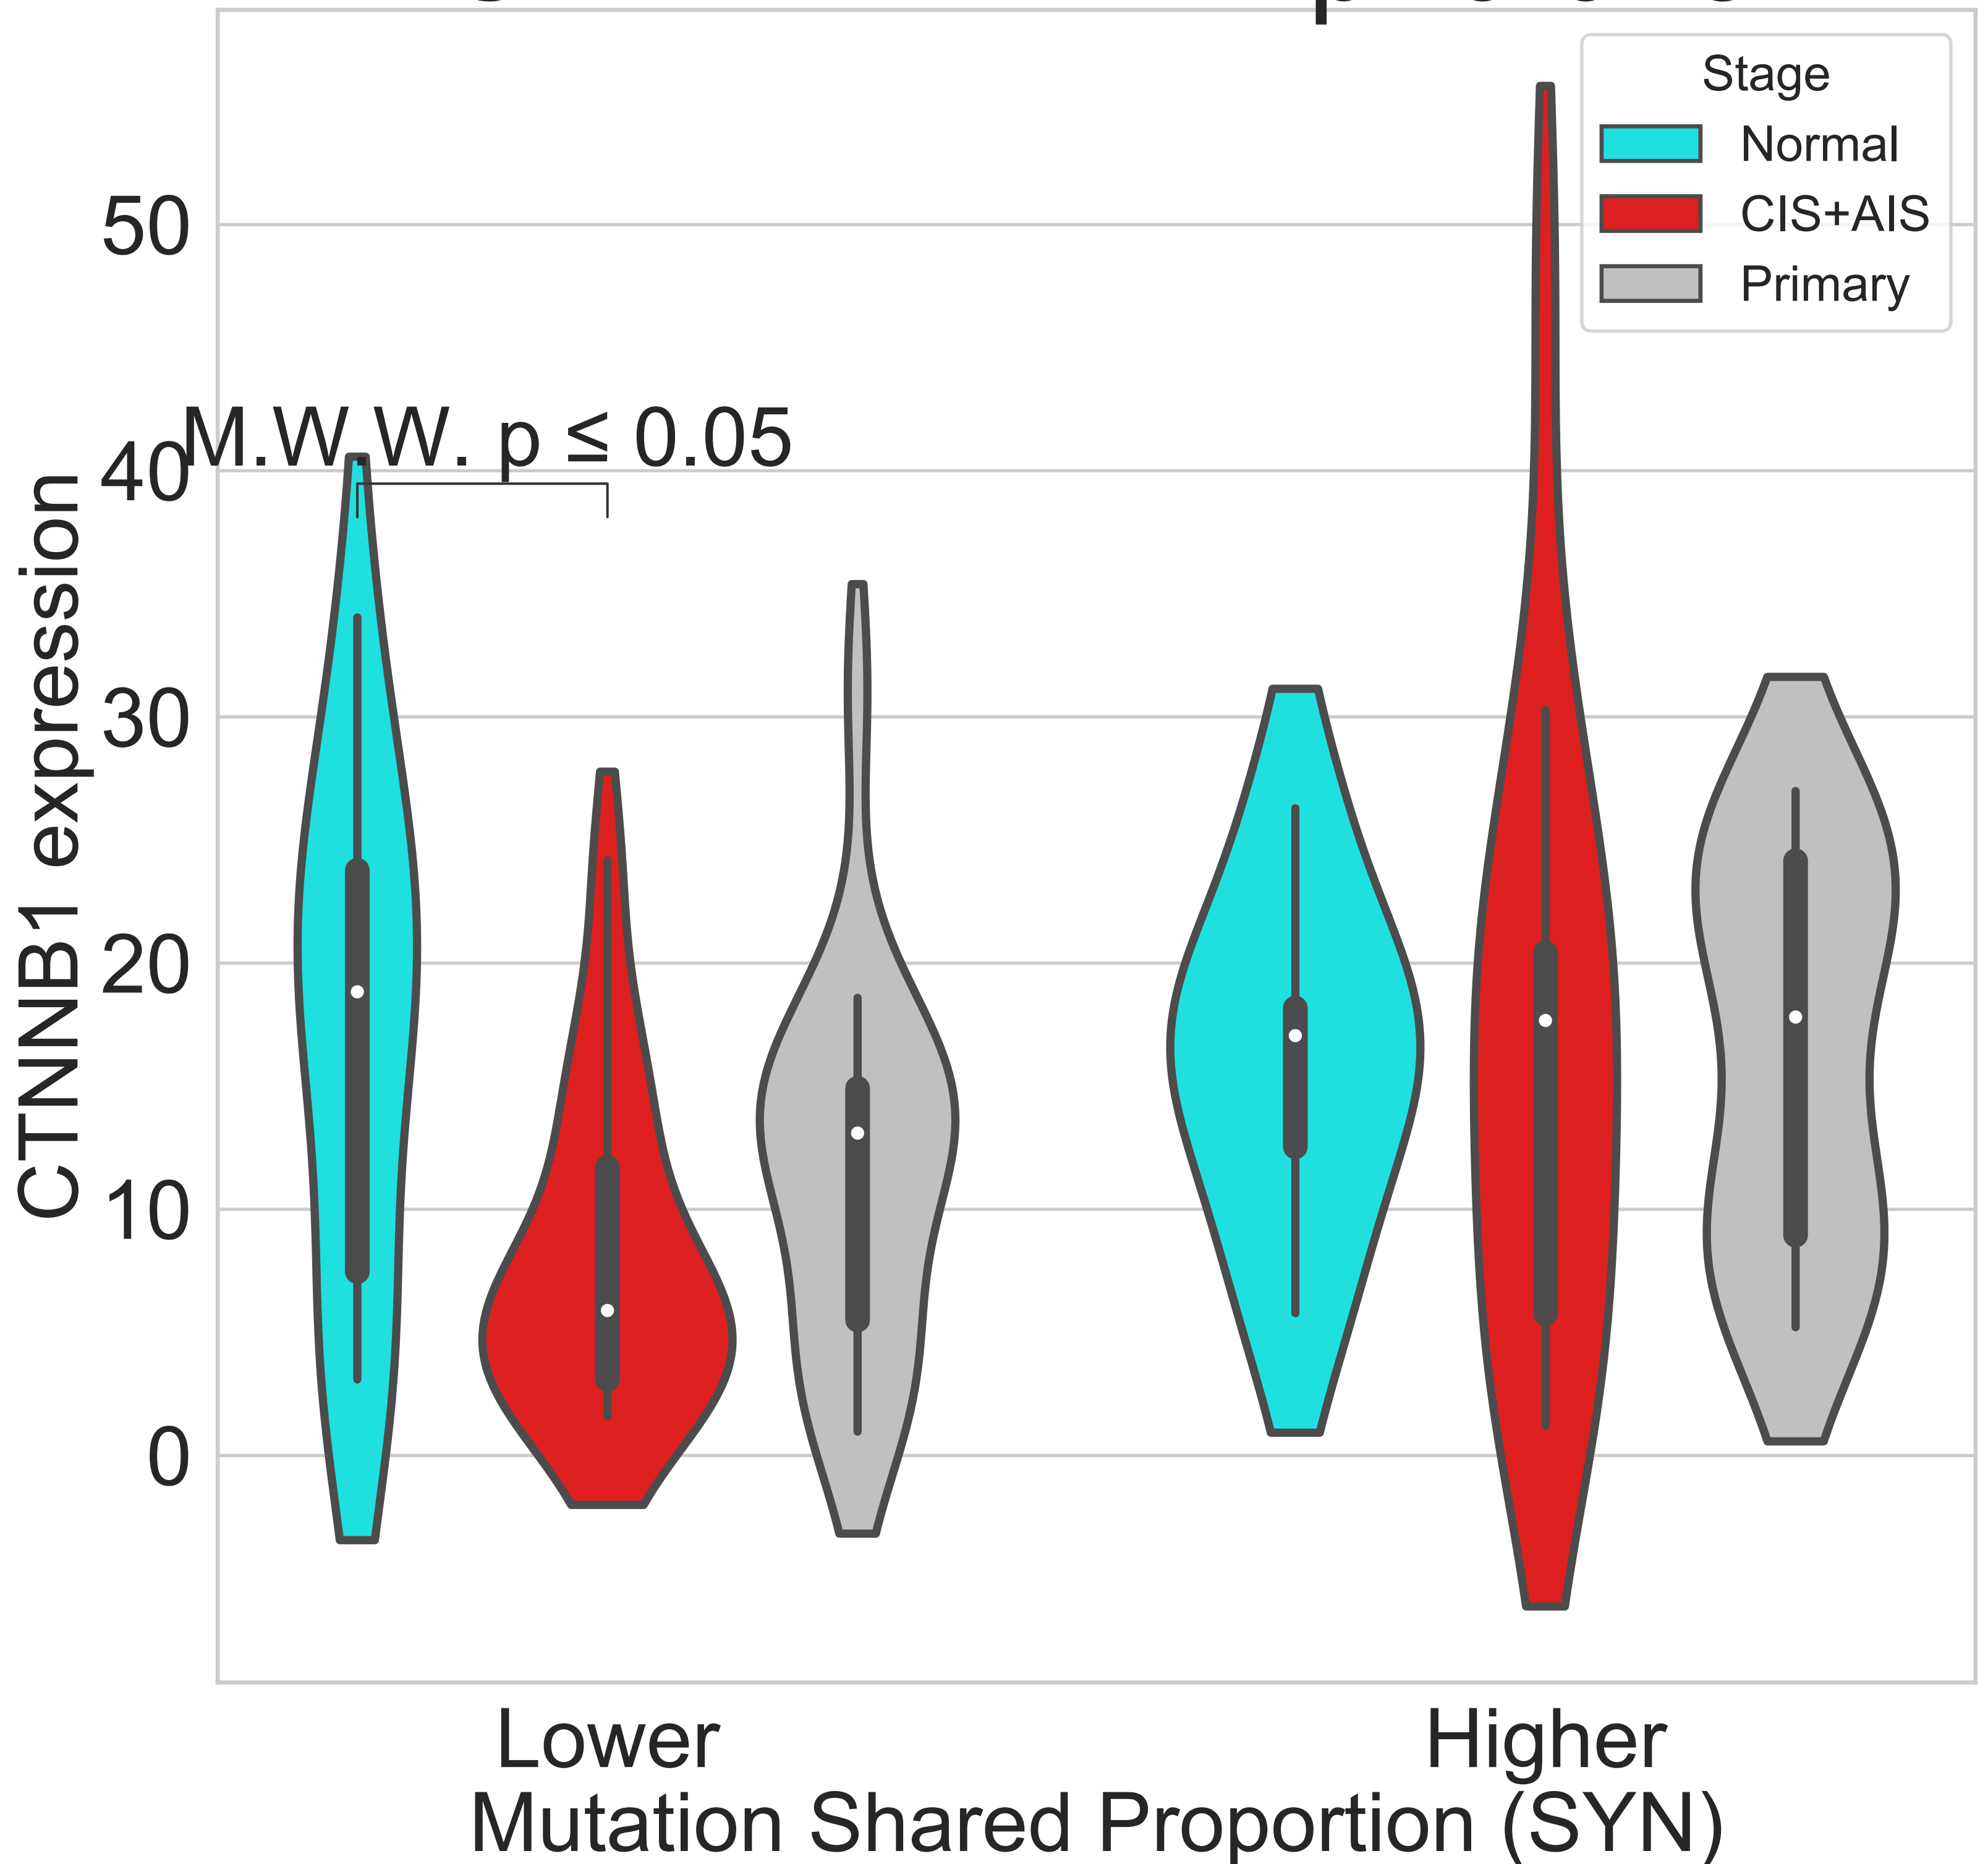 Stage
Normal
CIS+AIS
Primary
M.W.W. p ≤ 0.05
CTNNB1 expression
50
40
30
20
10
0
Lower
Higher
Mutation Shared Proportion (SYN)